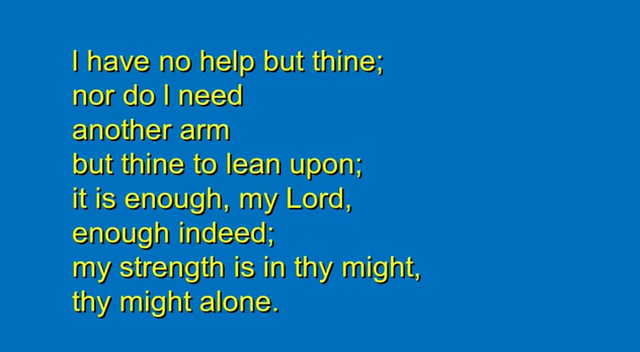 I have no help but thine;
nor do I need
another arm
but thine to lean upon;
it is enough, my Lord,
enough indeed;
my strength is in thy might,
thy might alone.